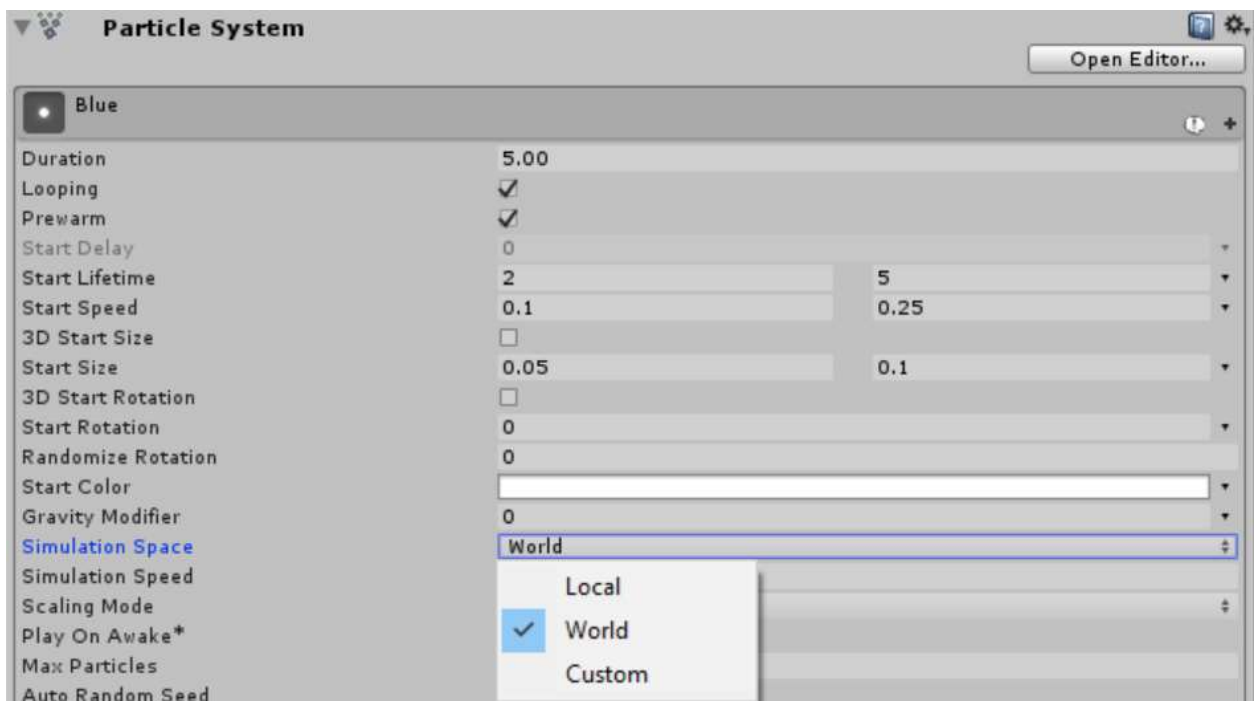 Particle System
Open Editor...
Blue
Duration 5.00
Looping
Prewarm
Start Delay 0
Start Lifetime 2 5
Start Speed 0.1 0.25
3D Start Size
Start Size 0.05 0.1
3D Start Rotation
Start Rotation 0
Randomize Rotation 0
Start Color
Gravity Modifier 0
Simulation Space World
Simulation Speed
Local
Scaling Mode
World
Play On Awake*
Max Particles
Custom
Auto Random Seed